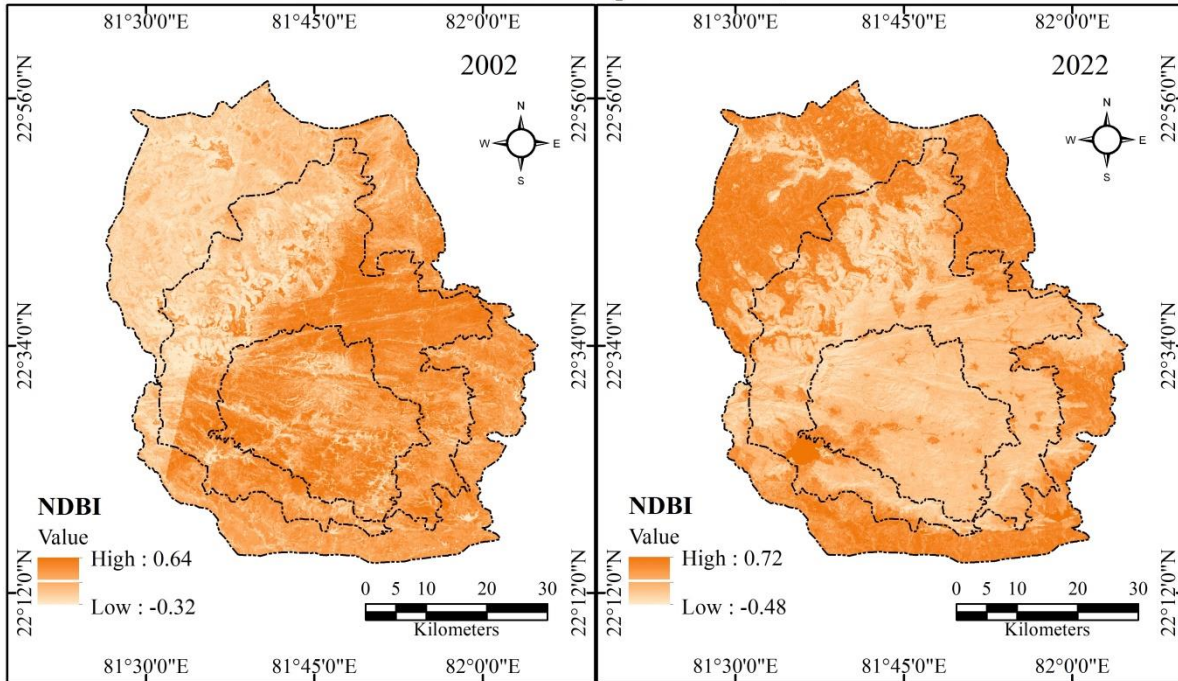 81°30'0"E 81°45'0"E 82°0'0"E
2002
N
W E
S
22°56'0"N
22°34'0"N
22°12'0"N
22°56'0"N
22°34'0"N
22°12'0"N
NDBI
Value
High : 0.64
Low : -0.32
0 5 10 20 30
Kilometers
81°30'0"E 81°45'0"E 82°0'0"E
81°30'0"E 81°45'0"E 82°0'0"E
2022
N
W E
S
22°56'0"N
22°34'0"N
22°12'0"N
NDBI
Value
High : 0.72
Low : -0.48
0 5 10 20 30
Kilometers
81°30'0"E 81°45'0"E 82°0'0"E